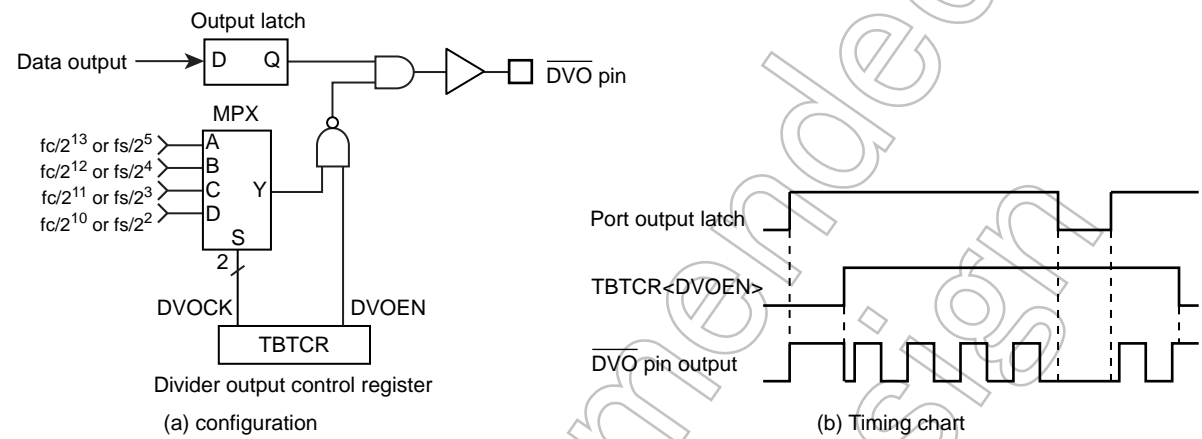 Output latch
Data output
D Q
DVO pin
MPX
fc/2^13 or fs/2^5
A
fc/2^12 or fs/2^4
B
fc/2^11 or fs/2^3
C
Y
fc/2^10 or fs/2^2
D
S
2
DVOCK
DVOEN
TBTCR
Divider output control register
(a) configuration
Port output latch
TBTCR<DVOEN>
DVO pin output
(b) Timing chart
mended
sign